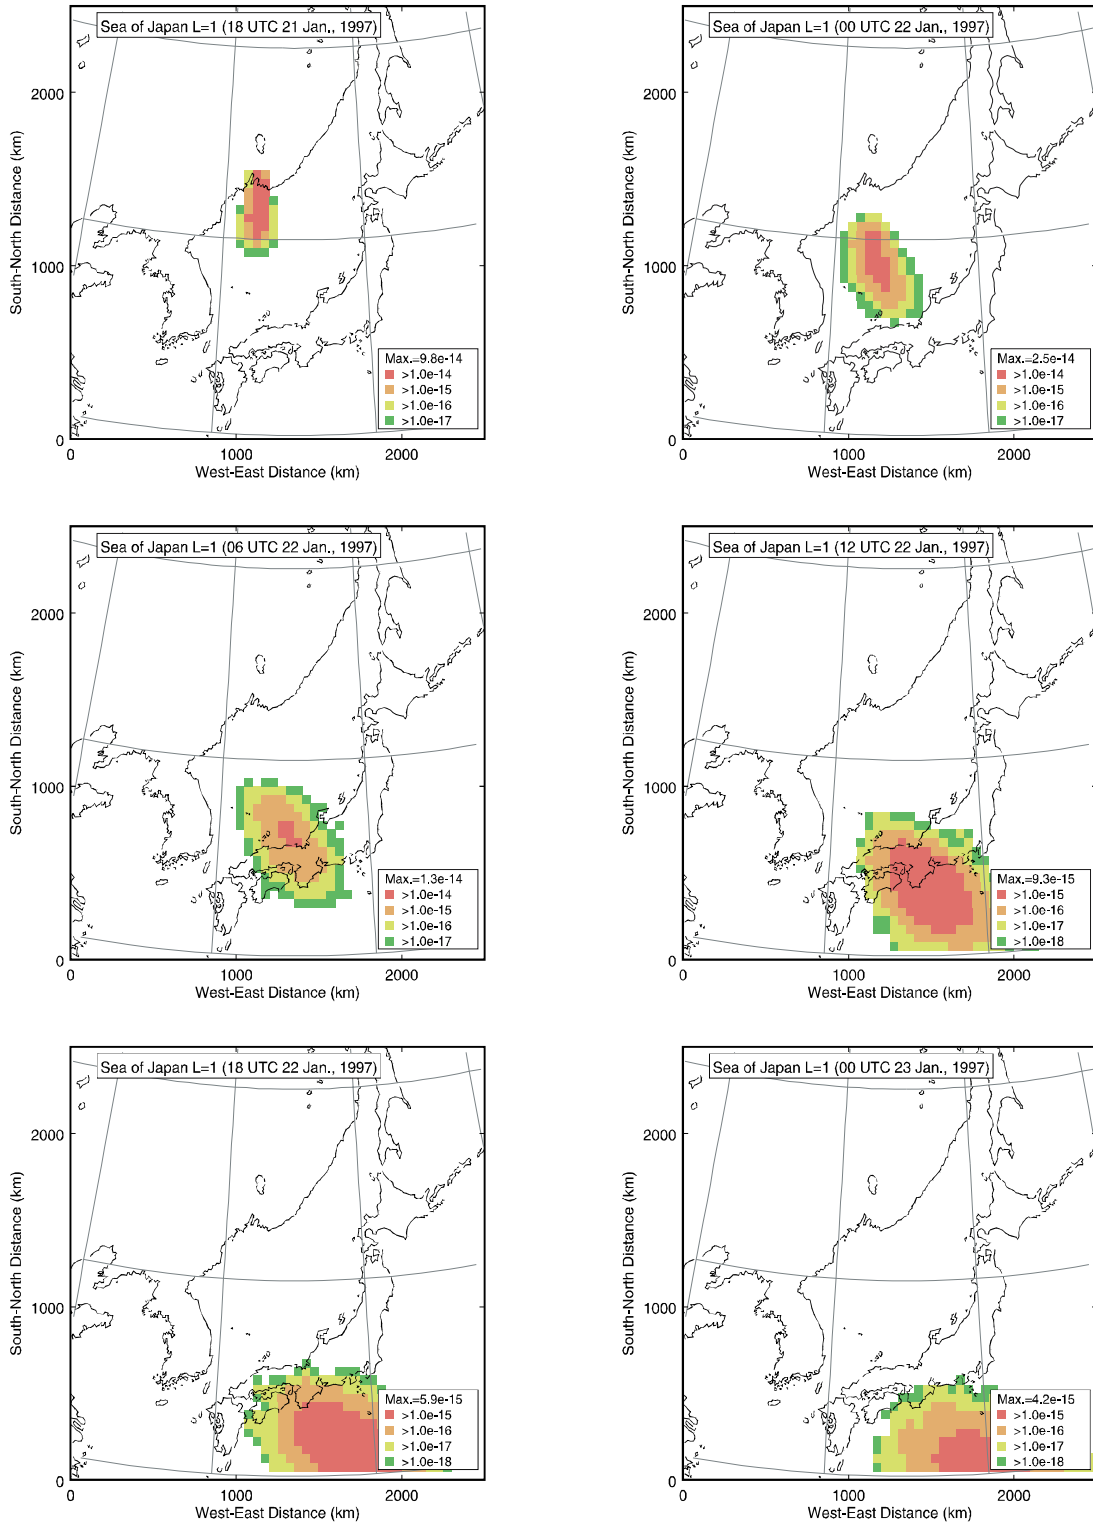 Sea of Japan L=1 (18 UTC 21 Jan., 1997)
South-North Distance (km)
2000
1000
0
Max.=9.8e-14
>1.0e-14
>1.0e-15
>1.0e-16
>1.0e-17
0
1000
2000
West-East Distance (km)
Sea of Japan L=1 (00 UTC 22 Jan., 1997)
South-North Distance (km)
2000
1000
0
Max.=2.5e-14
>1.0e-14
>1.0e-15
>1.0e-16
>1.0e-17
0
1000
2000
West-East Distance (km)
Sea of Japan L=1 (06 UTC 22 Jan., 1997)
South-North Distance (km)
2000
1000
0
Max.=1.3e-14
>1.0e-14
>1.0e-15
>1.0e-16
>1.0e-17
0
1000
2000
West-East Distance (km)
Sea of Japan L=1 (12 UTC 22 Jan., 1997)
South-North Distance (km)
2000
1000
0
Max.=9.3e-15
>1.0e-15
>1.0e-16
>1.0e-17
>1.0e-18
0
1000
2000
West-East Distance (km)
Sea of Japan L=1 (18 UTC 22 Jan., 1997)
South-North Distance (km)
2000
1000
0
Max.=5.9e-15
>1.0e-15
>1.0e-16
>1.0e-17
>1.0e-18
0
1000
2000
West-East Distance (km)
Sea of Japan L=1 (00 UTC 23 Jan., 1997)
South-North Distance (km)
2000
1000
0
Max.=4.2e-15
>1.0e-15
>1.0e-16
>1.0e-17
>1.0e-18
0
1000
2000
West-East Distance (km)